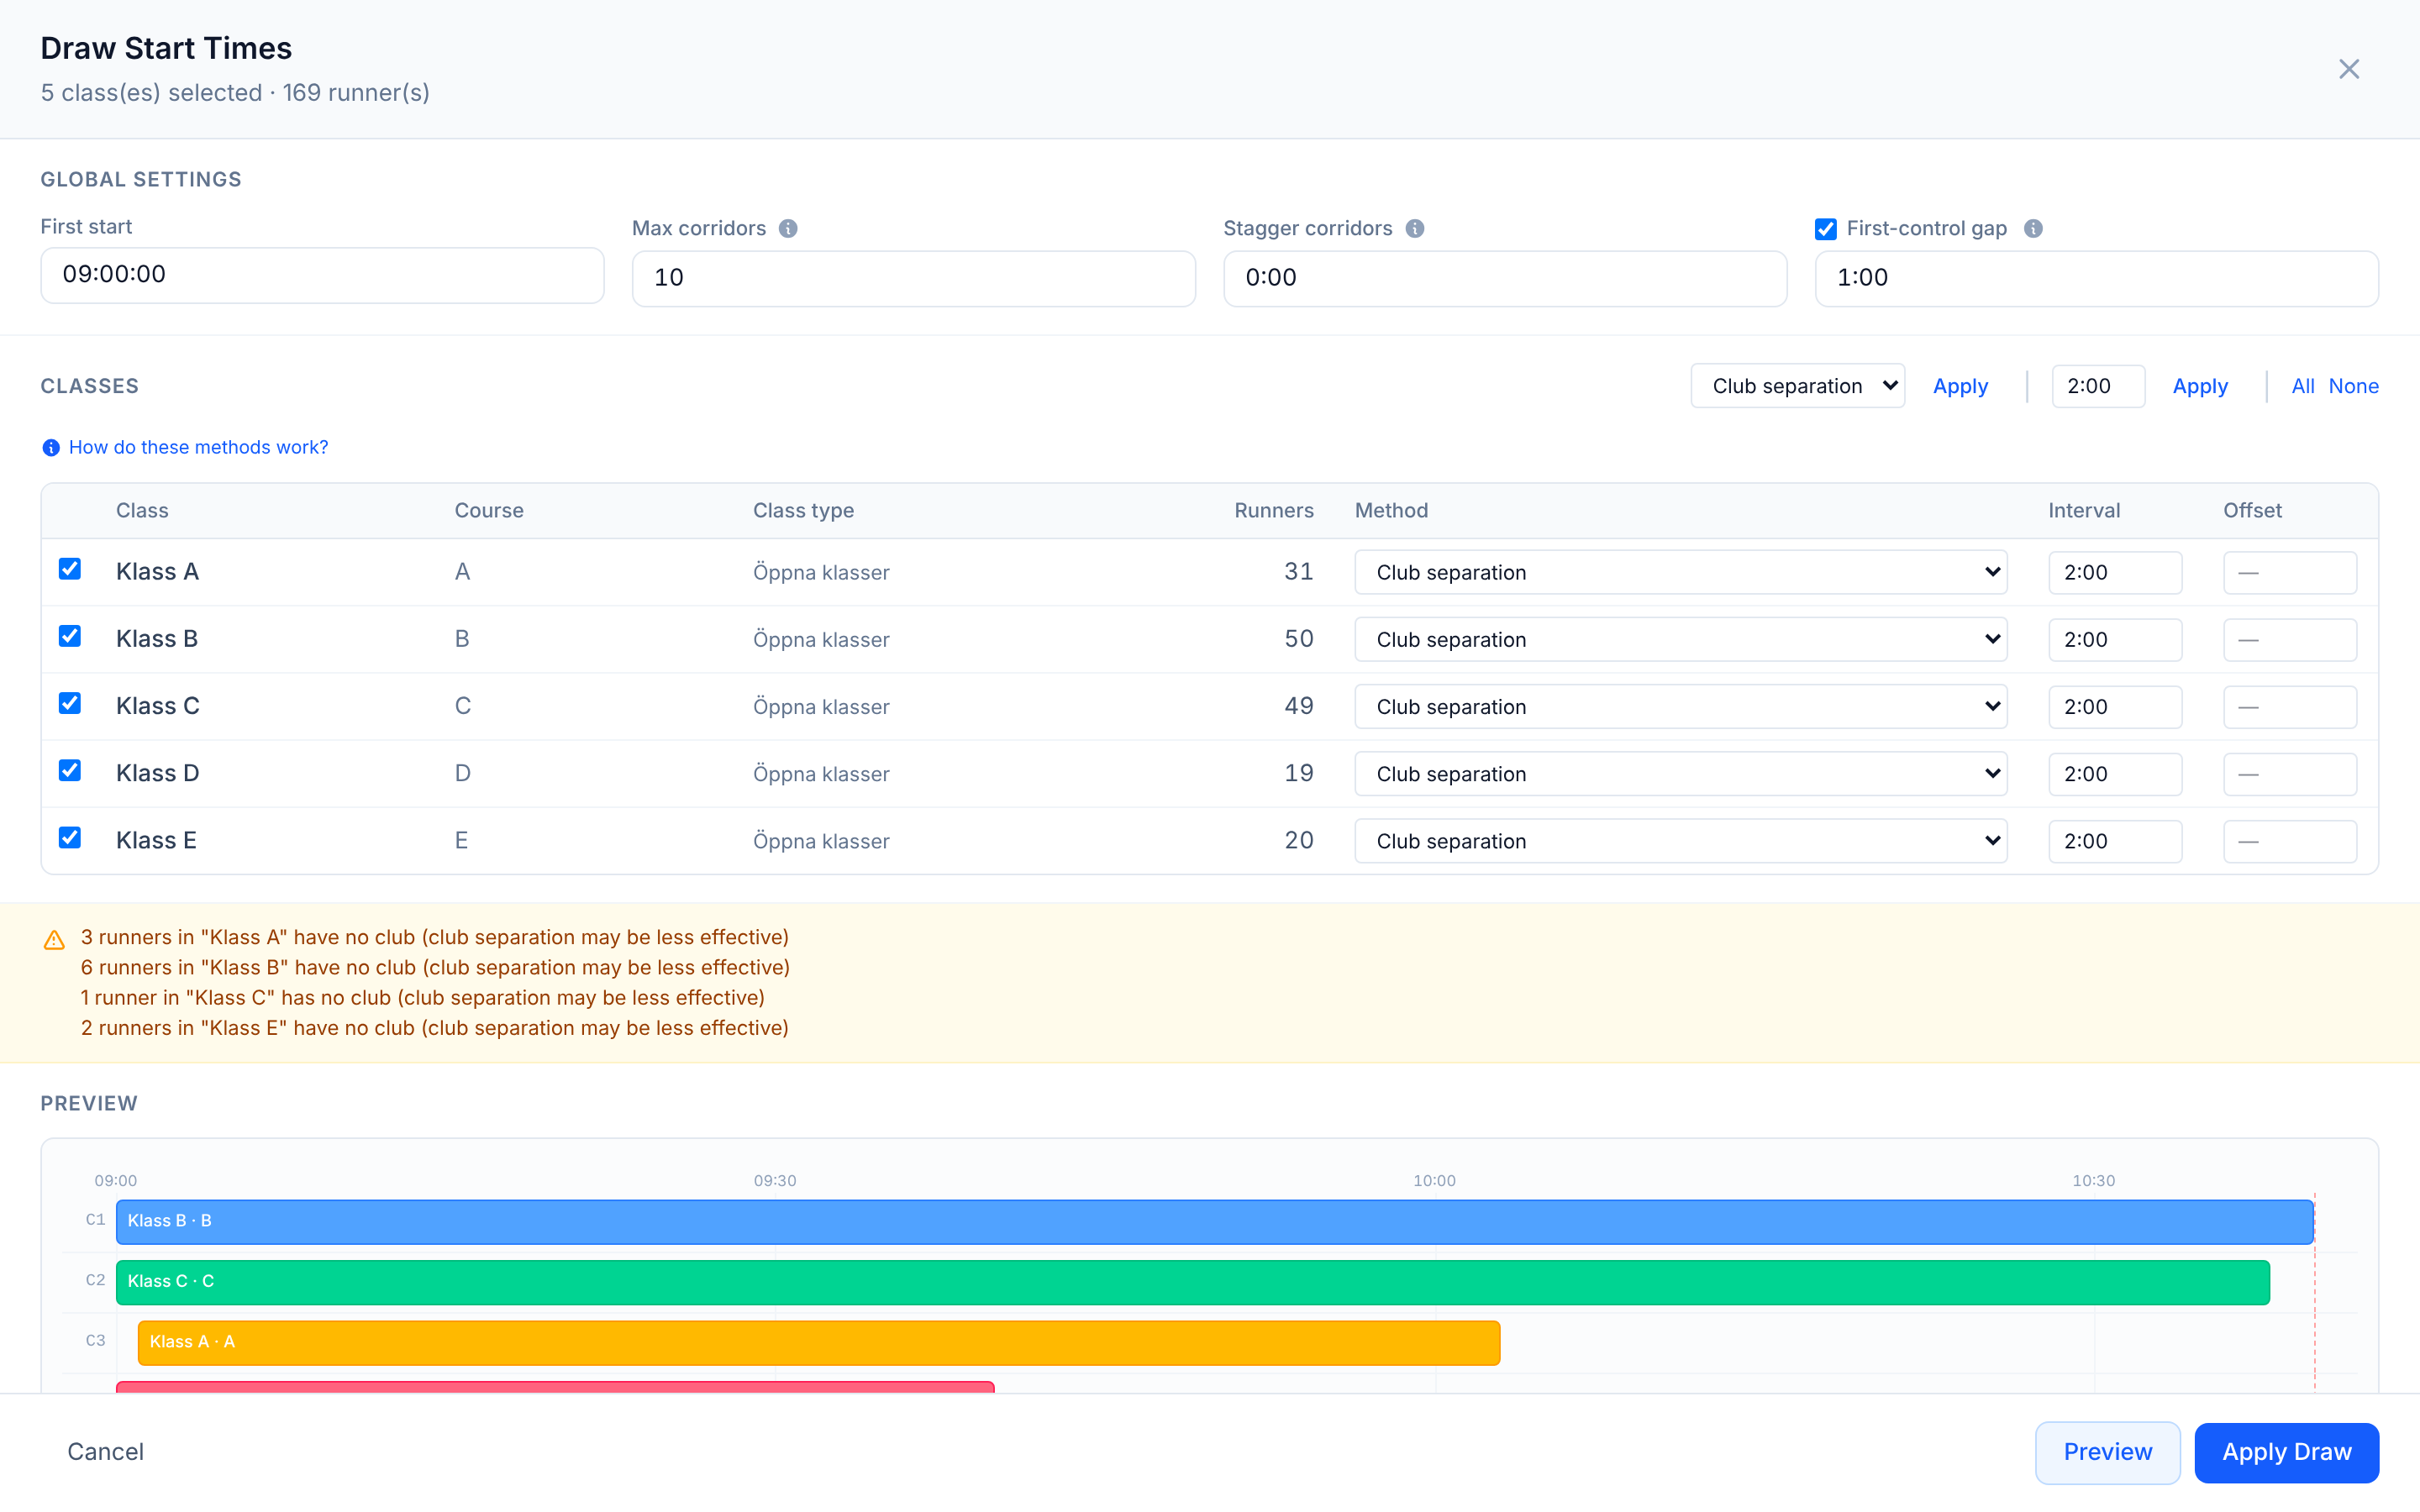 Draw Start Times
5 class(es) selected · 169 runner(s)
GLOBAL SETTINGS
First start
Max corridors
Stagger corridors
First-control gap
09:00:00
10
0:00
1:00
CLASSES
Club separation Apply 2:00 Apply All None
How do these methods work?
Class Course Class type Runners Method Interval Offset
Klass A A Öppna klasser 31 Club separation 2:00 —
Klass B B Öppna klasser 50 Club separation 2:00 —
Klass C C Öppna klasser 49 Club separation 2:00 —
Klass D D Öppna klasser 19 Club separation 2:00 —
Klass E E Öppna klasser 20 Club separation 2:00 —
3 runners in "Klass A" have no club (club separation may be less effective)
6 runners in "Klass B" have no club (club separation may be less effective)
1 runner in "Klass C" has no club (club separation may be less effective)
2 runners in "Klass E" have no club (club separation may be less effective)
PREVIEW
09:00 09:30 10:00 10:30
C1 Klass B · B
C2 Klass C · C
C3 Klass A · A
Cancel Preview Apply Draw